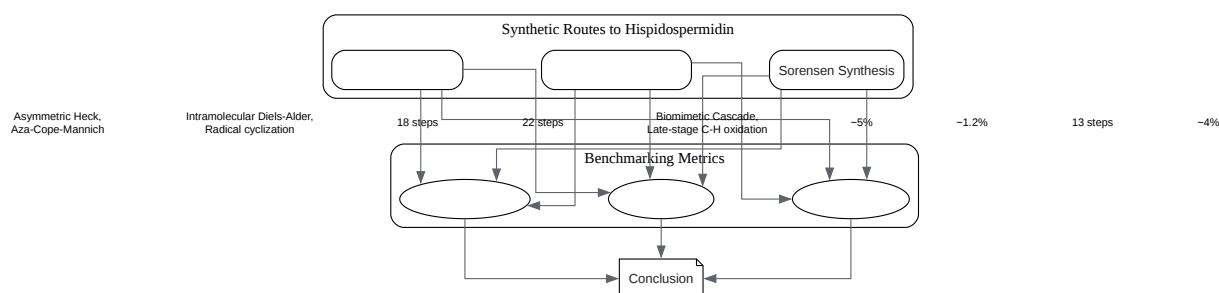 Synthetic Routes to Hispidospermidin
Sorensen Synthesis
Asymmetric Heck,
Aza-Cope-Mannich
Intramolecular Diels-Alder,
Radical cyclization
18 steps
22 steps
Biomimetic Cascade,
Late-stage C-H oxidation
~5%
~1.2%
13 steps
~4%
Benchmarking Metrics
Conclusion